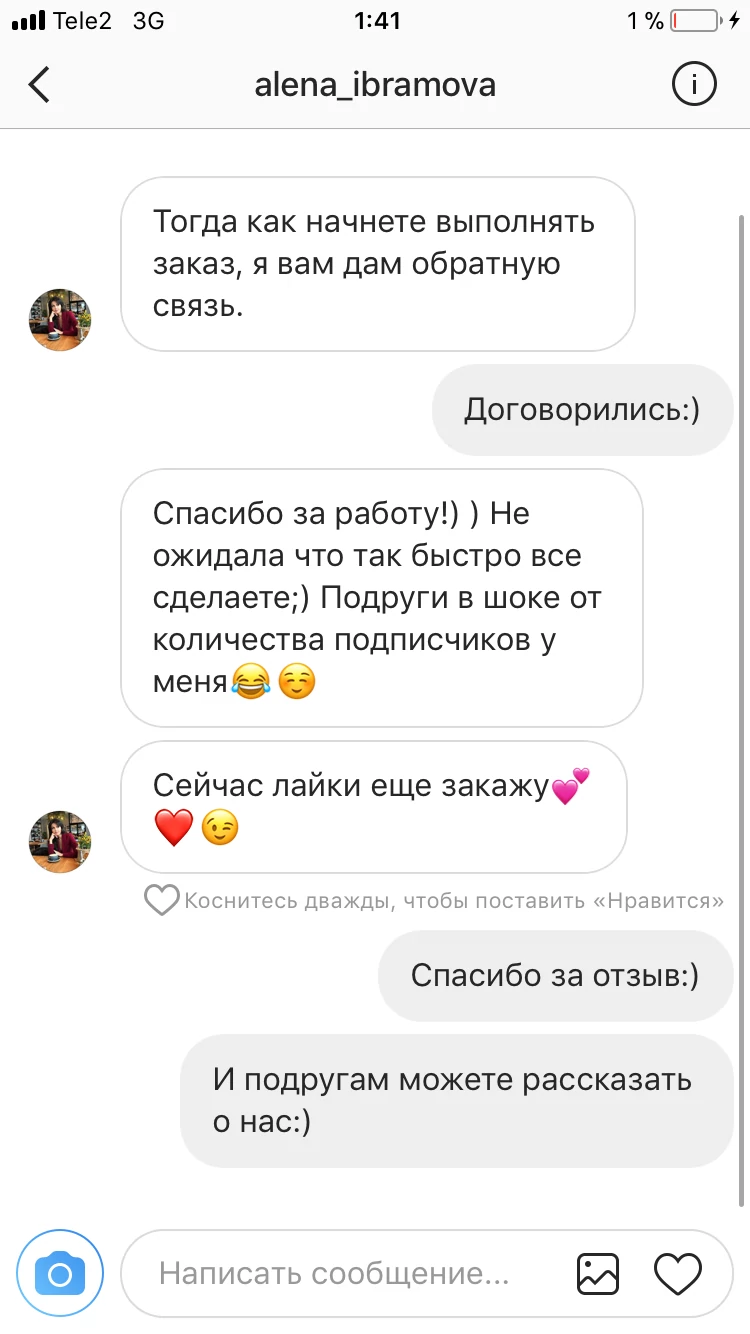 Tele2 3G 1:41 1 %
alena_ibramova
Тогда как начнете выполнять
заказ, я вам дам обратную
связь.
Договорились:)
Спасибо за работу!) ) Не
ожидала что так быстро все
сделаете;) Подруги в шоке от
количества подписчиков у
меня😂☺️
Сейчас лайки еще закажу💕
❤️😉
Коснитесь дважды, чтобы поставить «Нравится»
Спасибо за отзыв:)
И подругам можете рассказать
о нас:)
Написать сообщение...